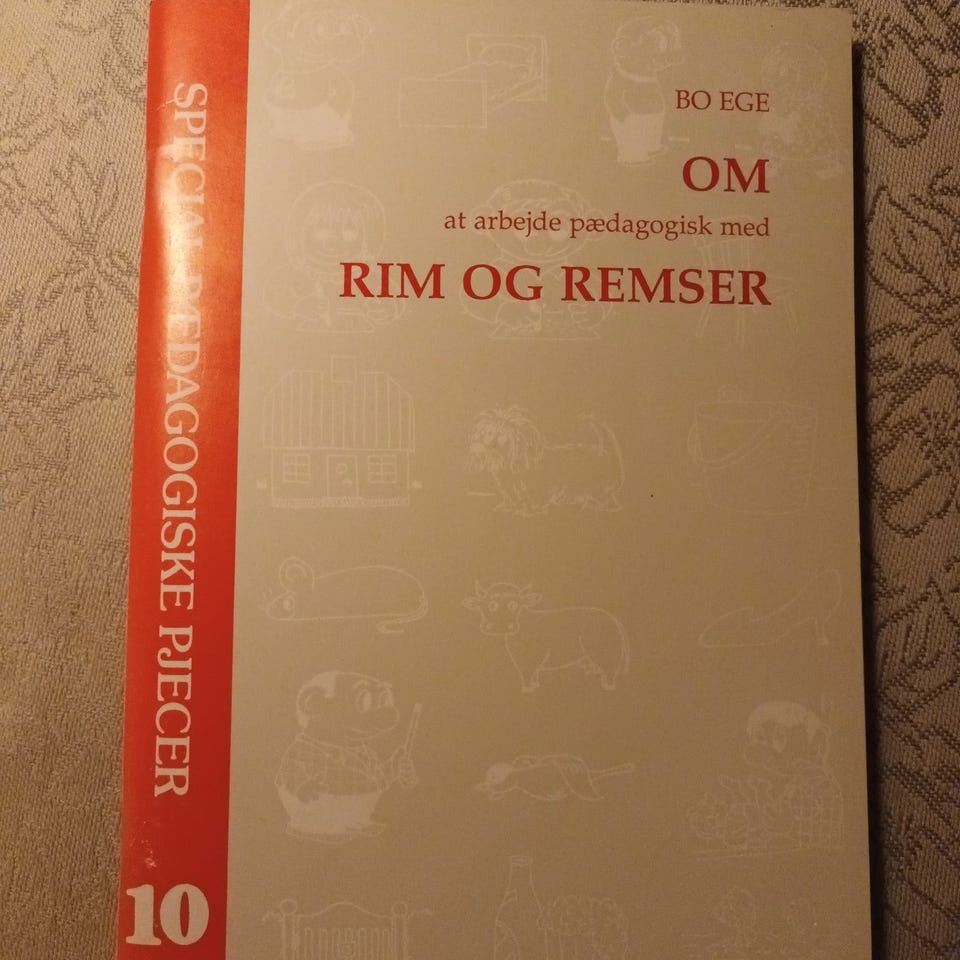 BO EGE
OM
at arbejde pædagogisk med
RIM OG REMSER
SPECIALPÆDAGOGISKE PJECER
10